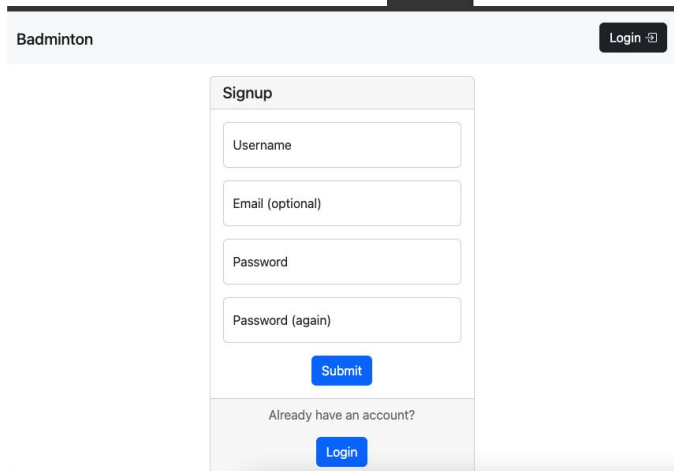 Badminton
Login
Signup
Username
Email (optional)
Password
Password (again)
Submit
Already have an account?
Login